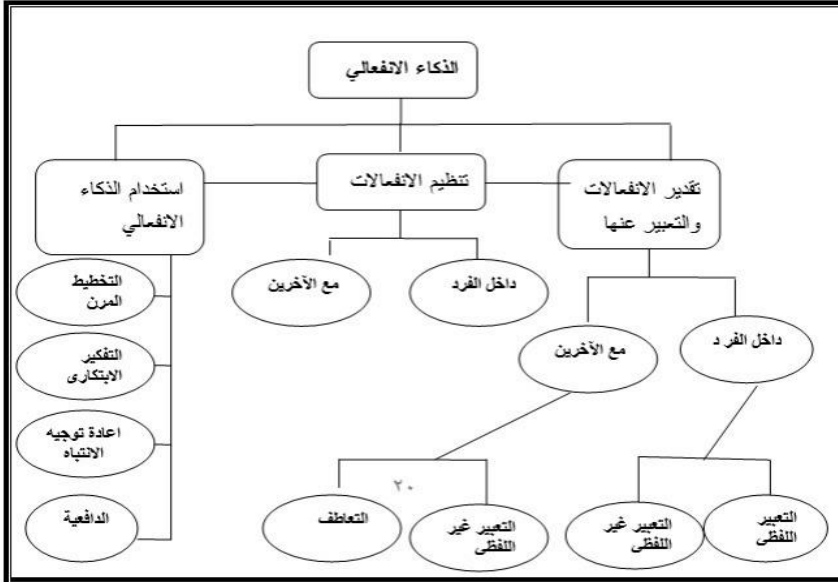 الذكاء الانفعالي
تقدير الانفعالات
والتعبير عنها
تنظيم الانفعالات
استخدام الذكاء
الانفعالي
داخل الفر د
مع الآخرين
داخل الفرد
مع الآخرين
التخطيط
المرن
التفكير
الابتكارى
اعادة توجيه
الانتباه
الدافعية
التعبير
اللفظى
التعبير غير
اللفظى
التعبير غير
اللفظى
التعاطف
٢٠